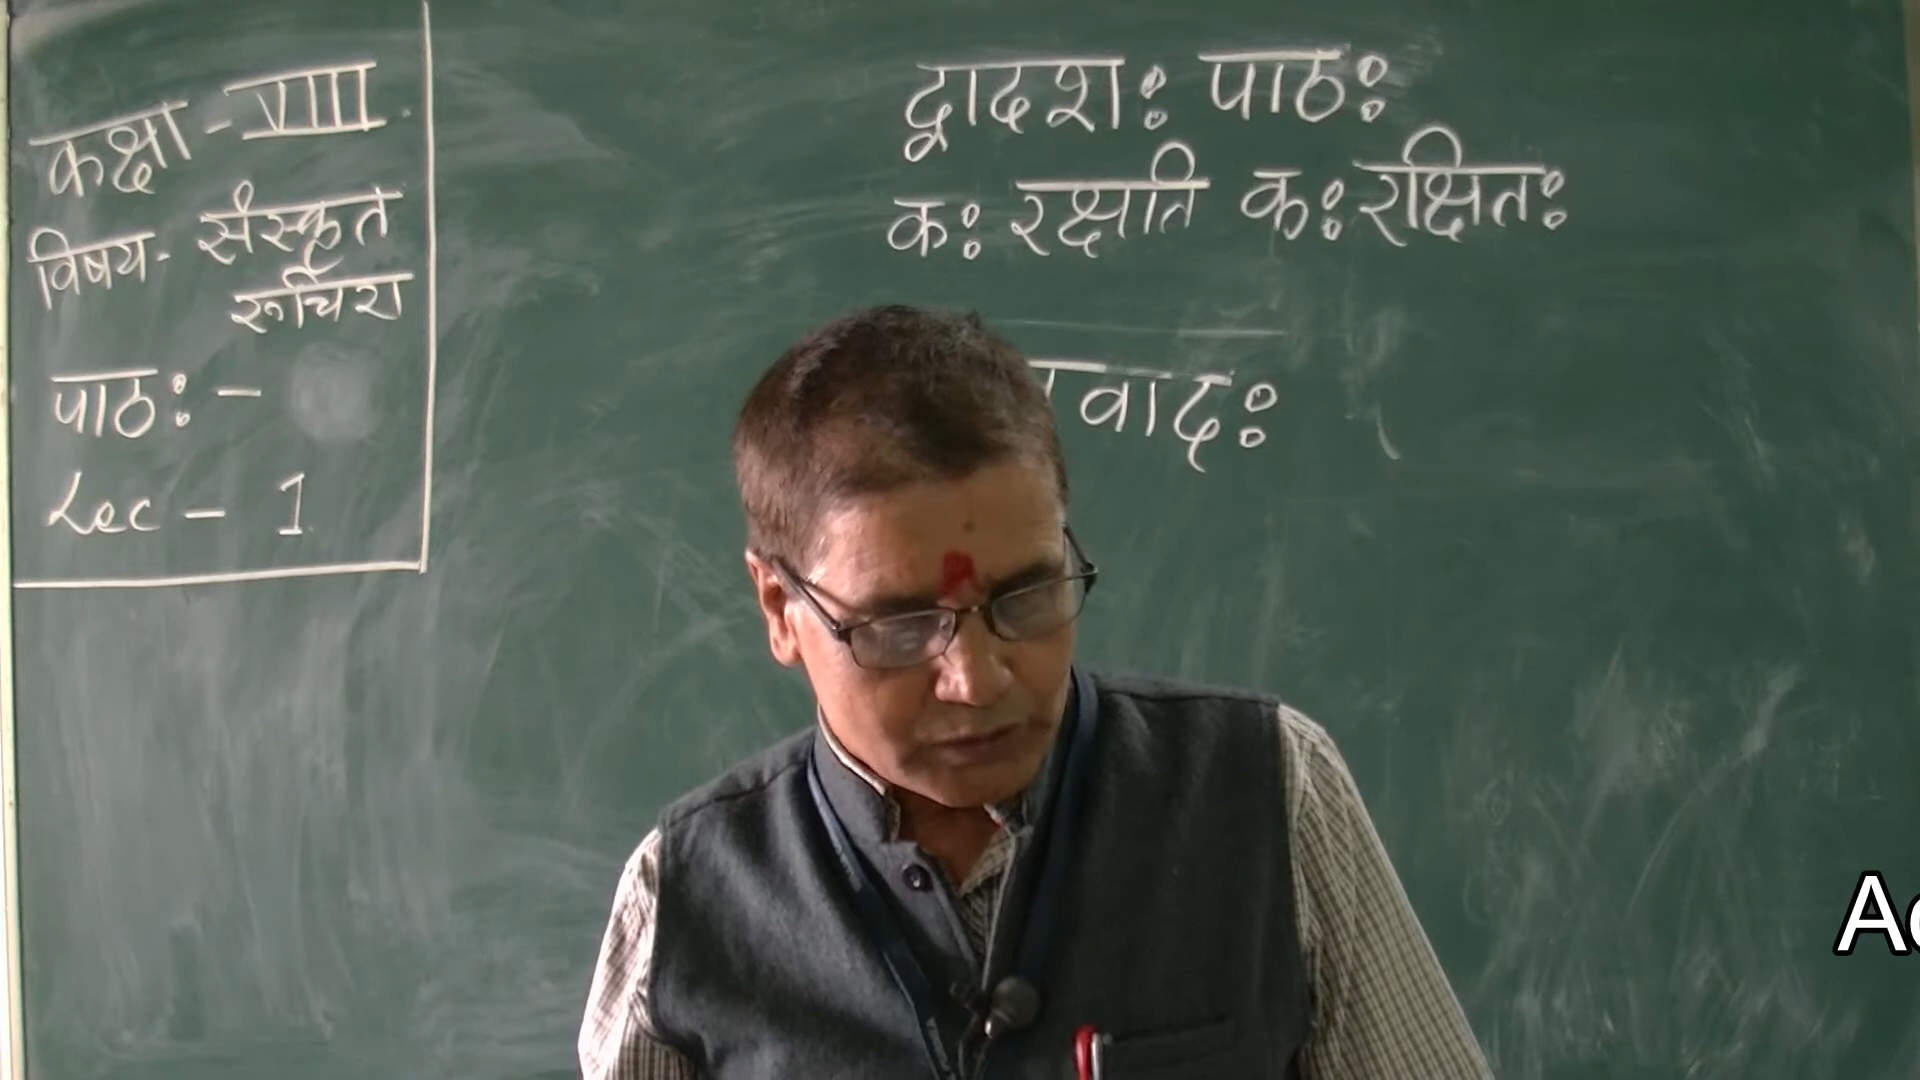 कक्षा - VIII
विषय - संस्कृत
रूचिरा
पाठः -
Lec - 1
द्वादशः पाठः
कः रक्षति कः रक्षितः